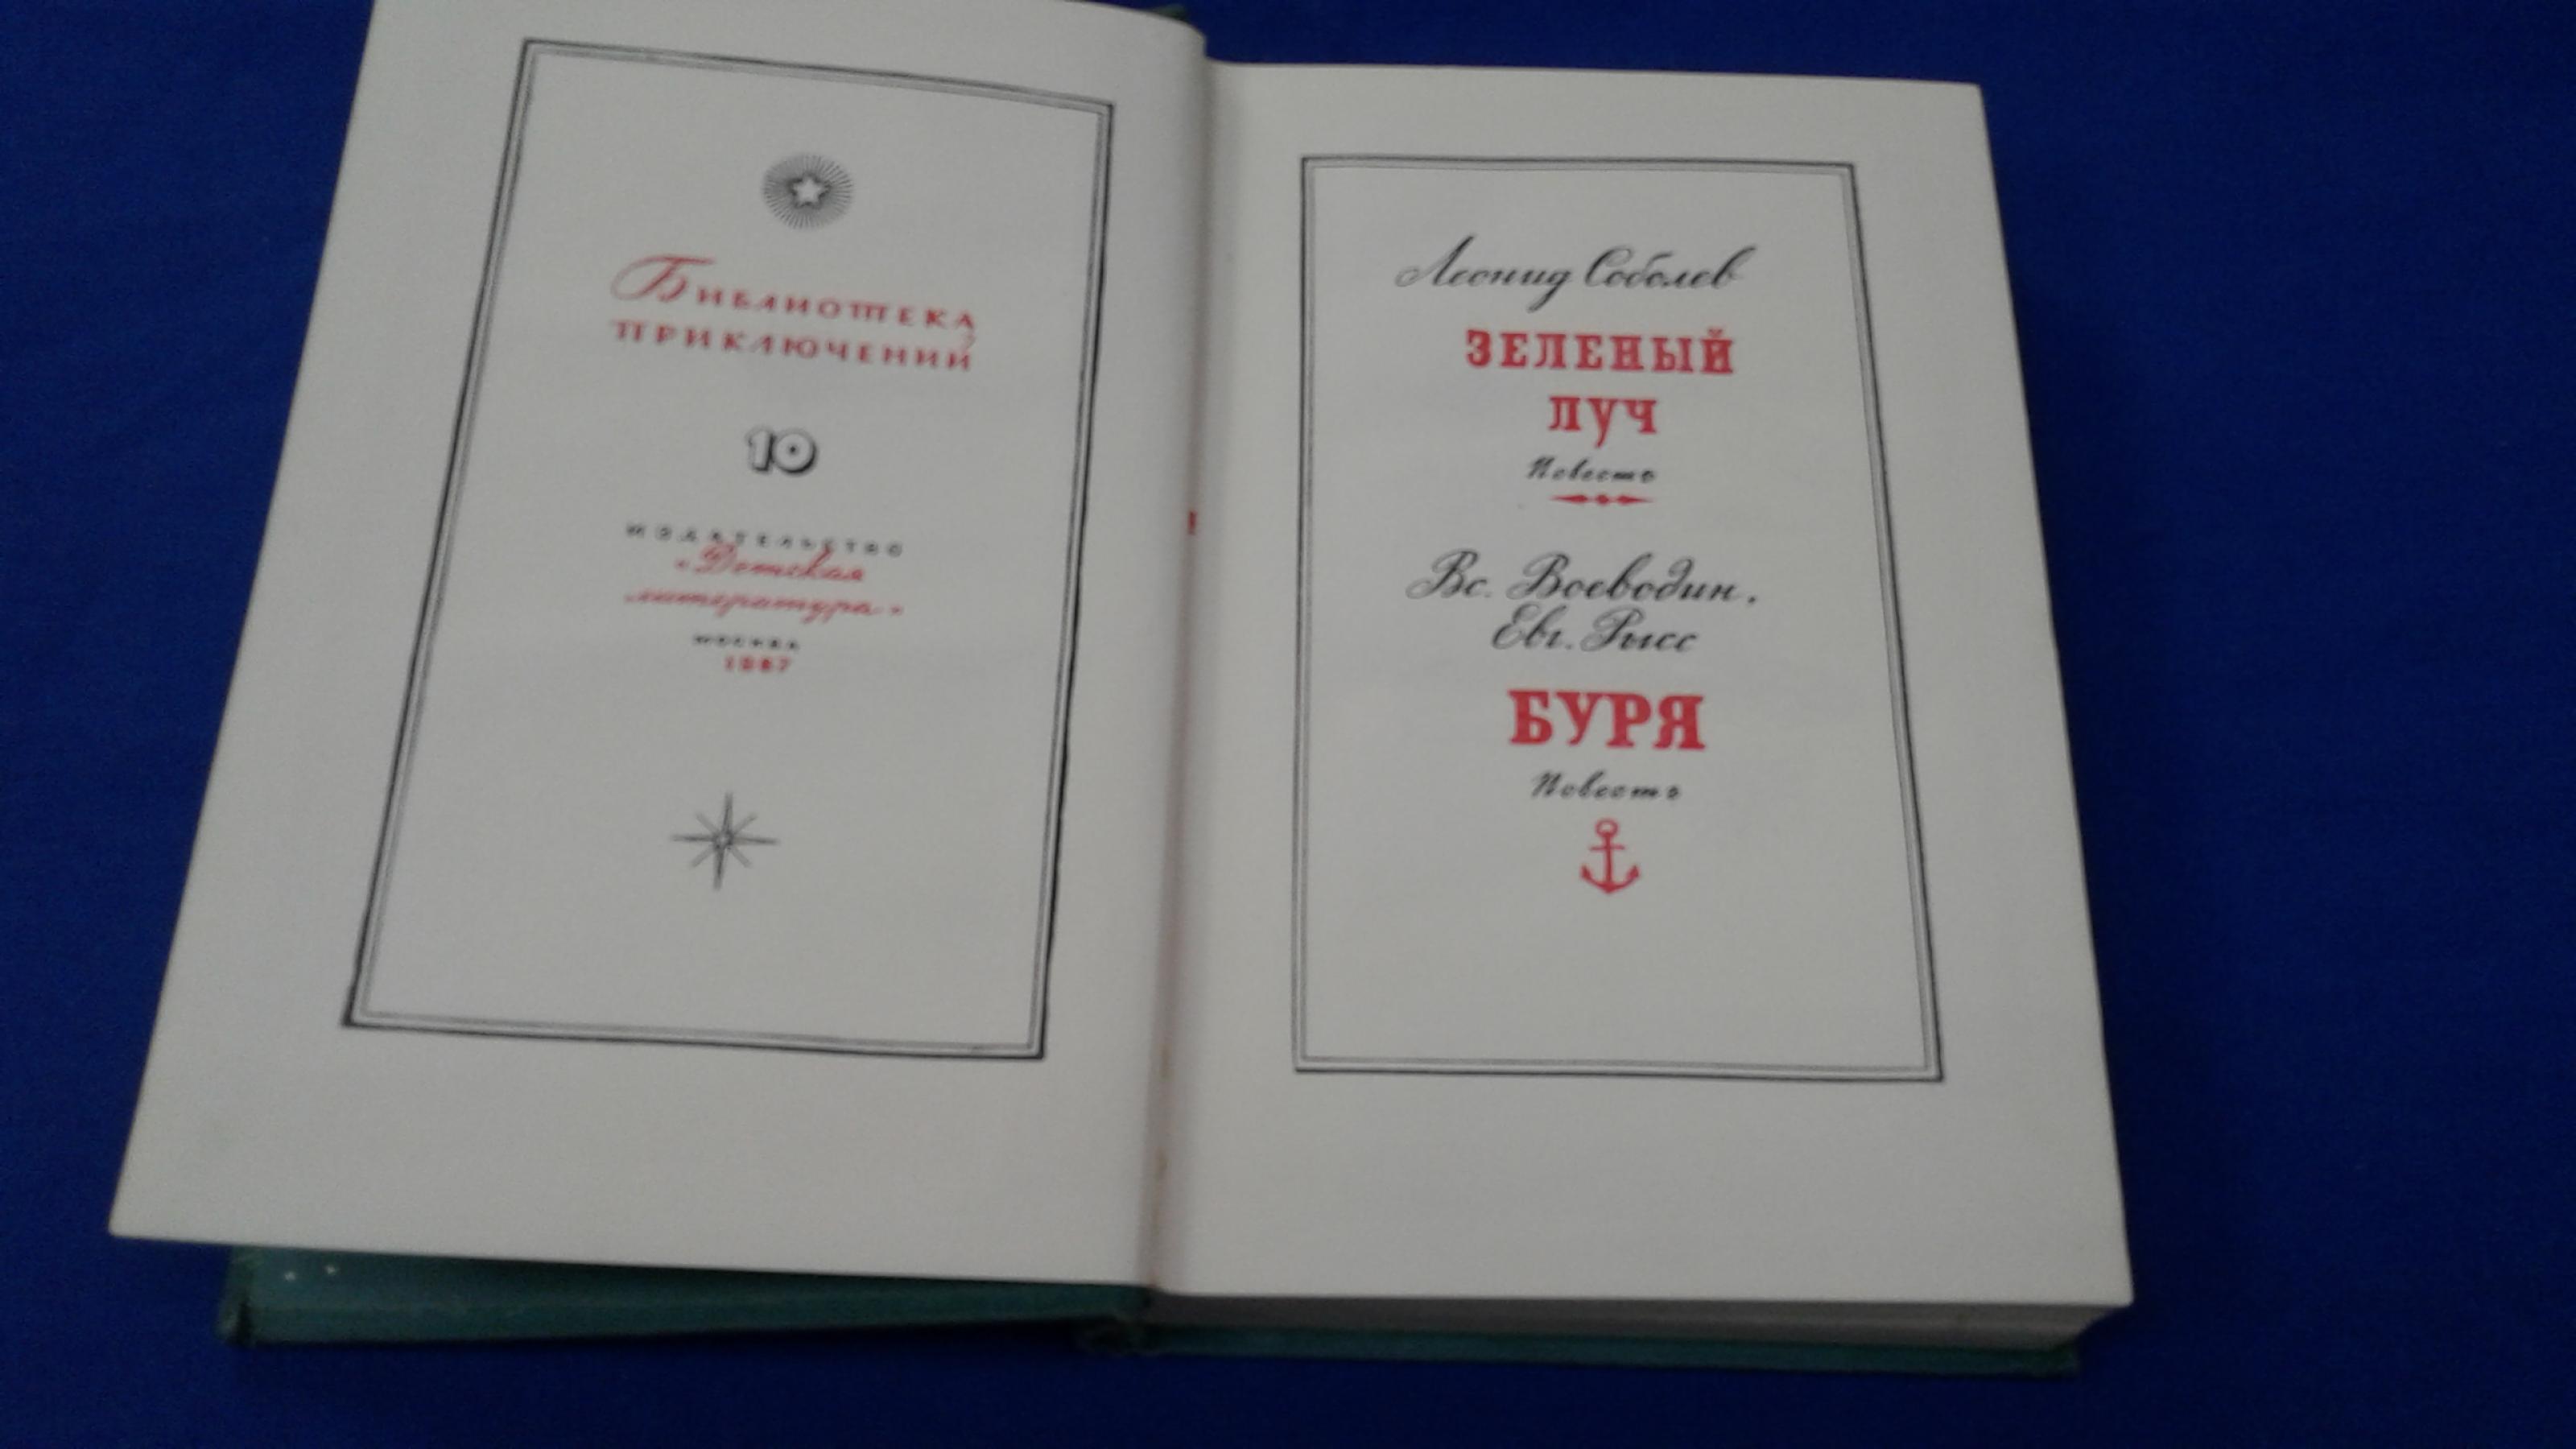 Библиотека
приключений
10
издательство
«Детская
литература»
Москва
1967
Леонид Соболев
ЗЕЛЕНЫЙ
ЛУЧ
Повесть
Вс. Воеводин,
Евг. Рысс
БУРЯ
Повесть